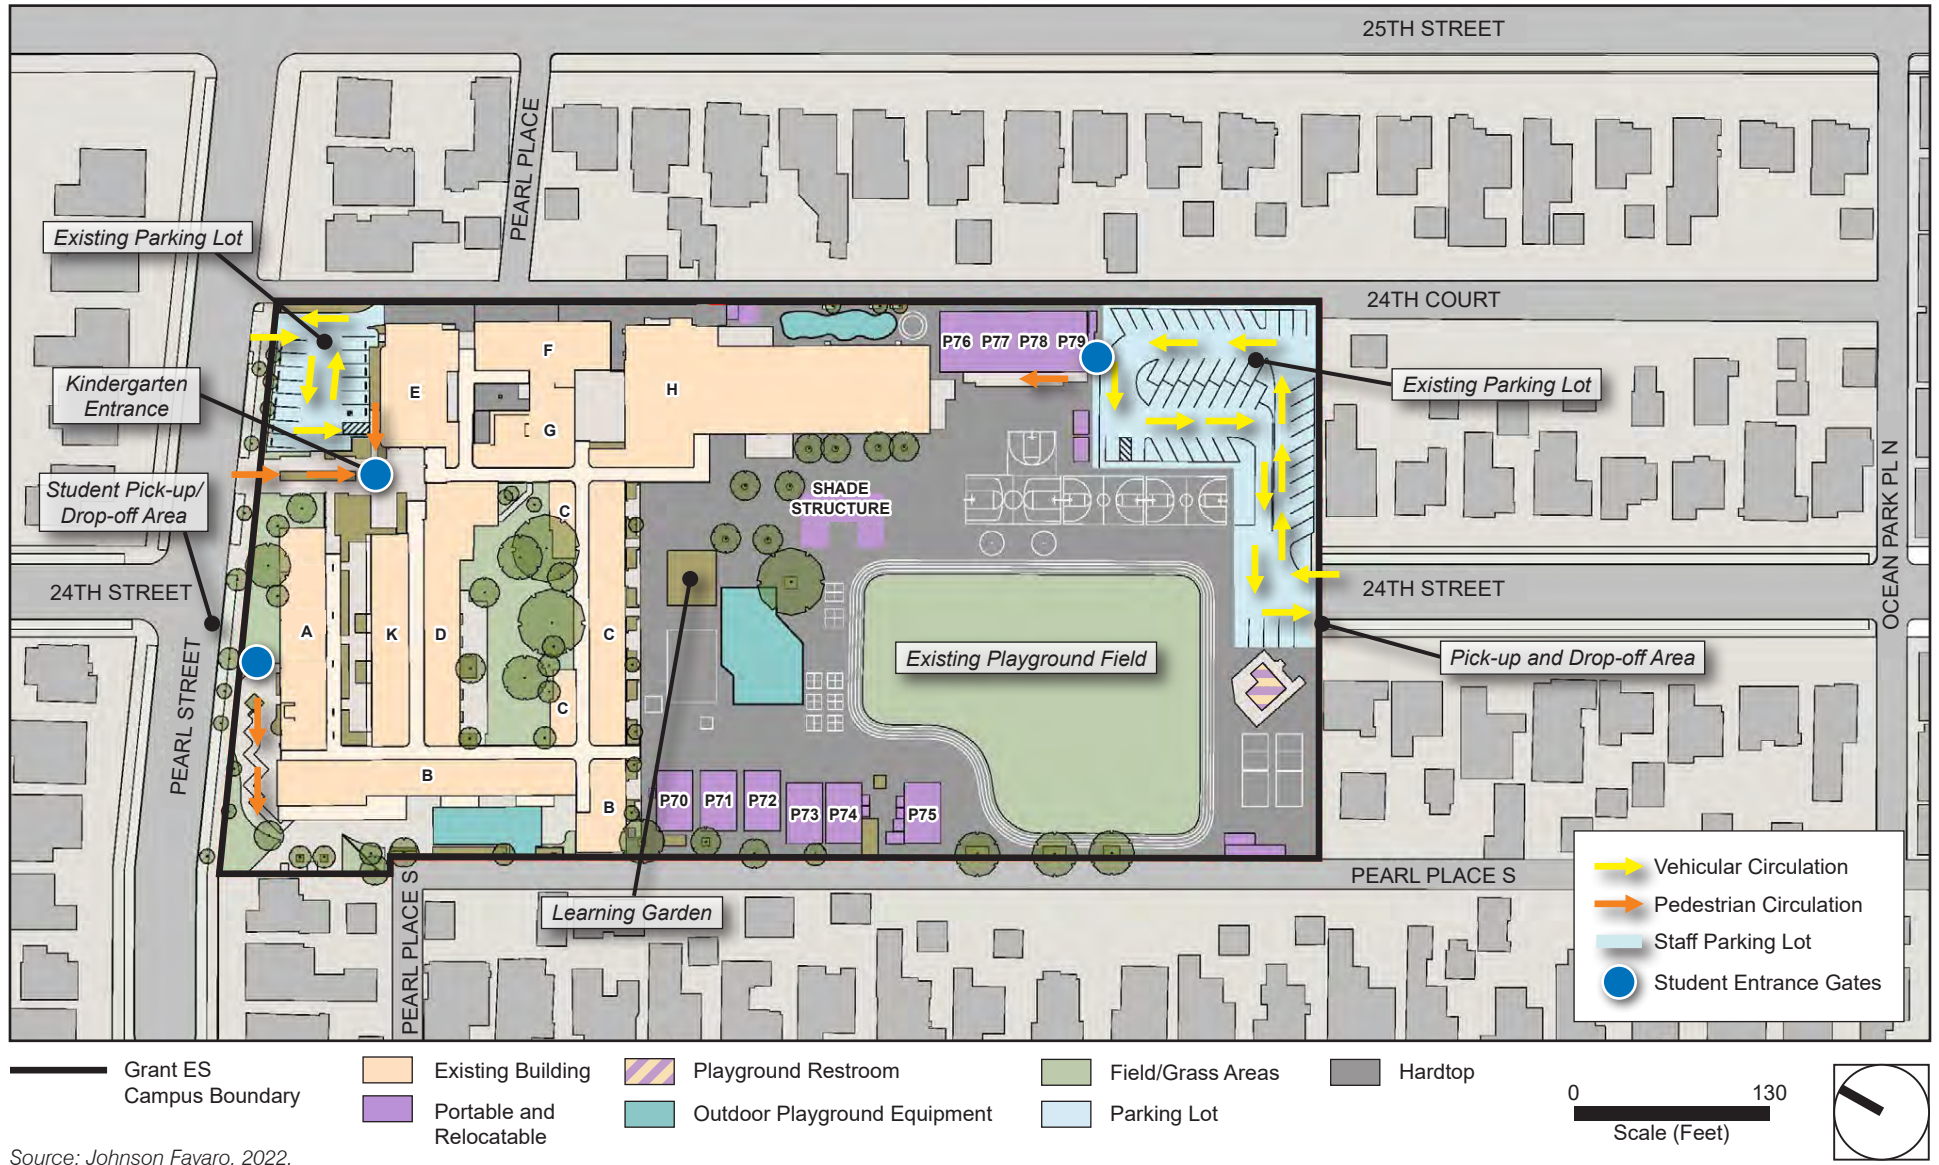 25TH STREET
PEARL PLACE
Existing Parking Lot
24TH COURT
F
P76 P77 P78 P79
Kindergarten
Entrance
E
H
Existing Parking Lot
G
Student Pick-up/
Drop-off Area
SHADE
STRUCTURE
C
OCEAN PARK PL N
24TH STREET
24TH STREET
A
K
D
C
Existing Playground Field
Pick-up and Drop-off Area
PEARL STREET
C
B
B
P70
P71
P72
P73
P74
P75
PEARL PLACE S
PEARL PLACE S
Learning Garden
Vehicular Circulation
Pedestrian Circulation
Staff Parking Lot
Student Entrance Gates
Grant ES
Campus Boundary
Existing Building
Portable and
Relocatable
Playground Restroom
Outdoor Playground Equipment
Field/Grass Areas
Parking Lot
Hardtop
0 130
Scale (Feet)
Source: Johnson Favaro. 2022.